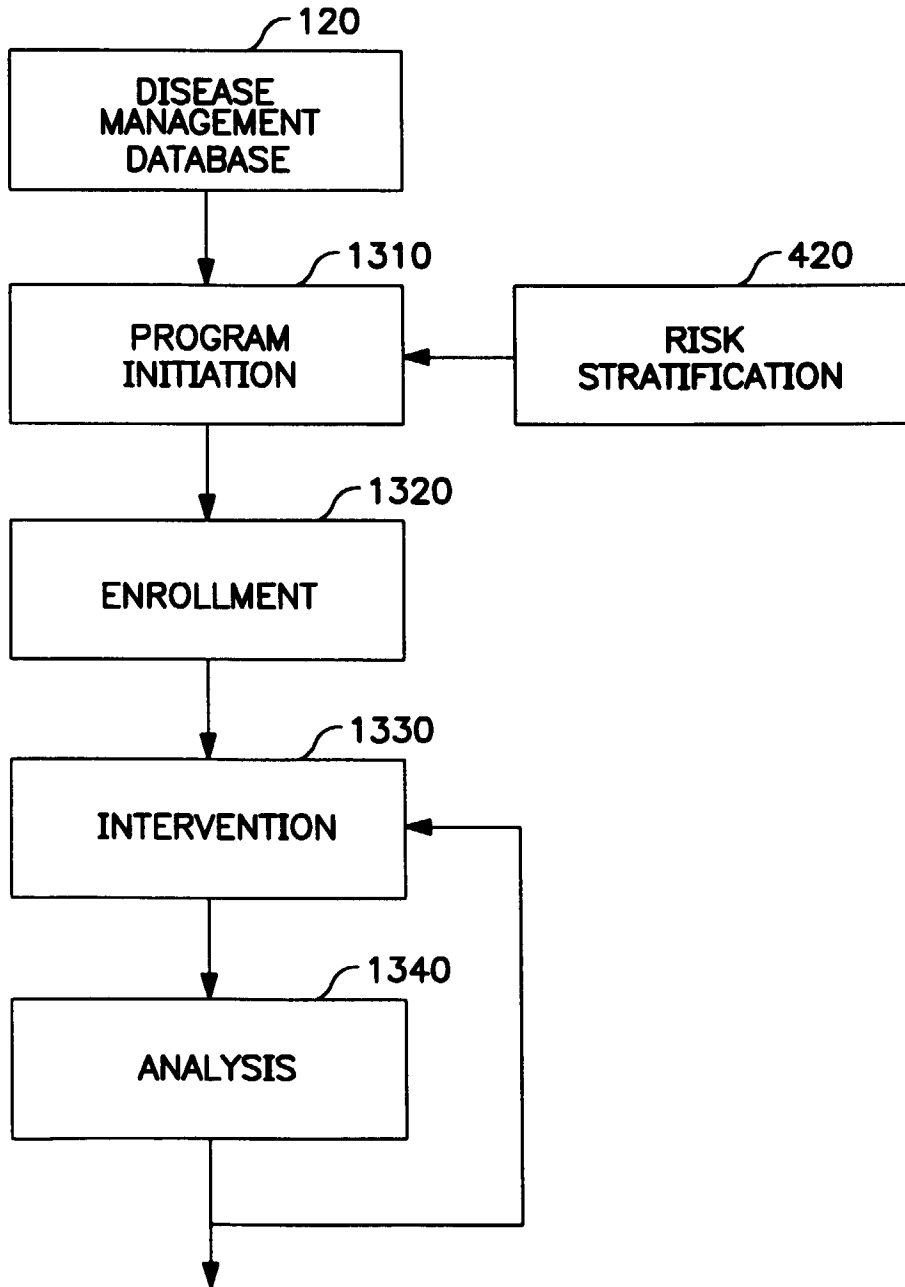 120
DISEASE
MANAGEMENT
DATABASE
1310
420
PROGRAM
INITIATION
RISK
STRATIFICATION
1320
ENROLLMENT
1330
INTERVENTION
1340
ANALYSIS